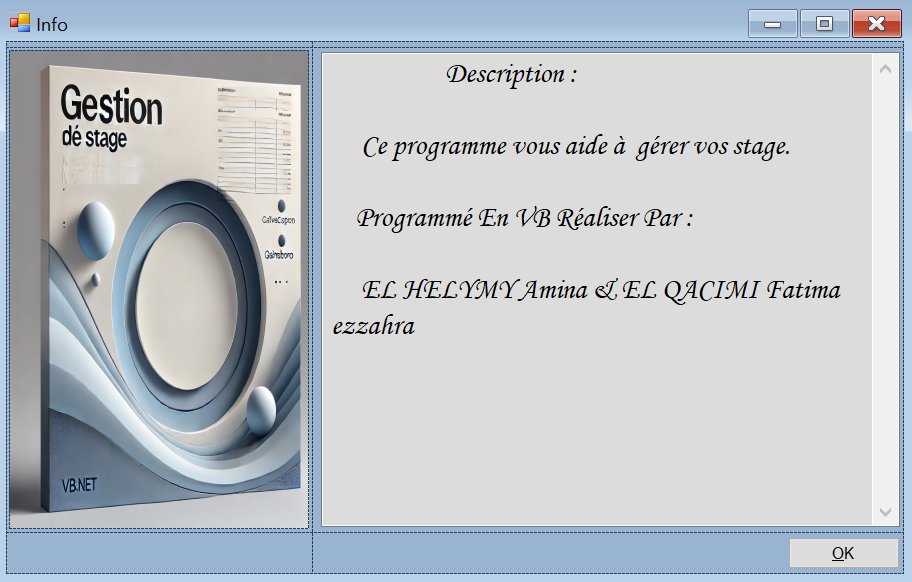 Info
Gestion
dé stage
VB.NET
Description :
Ce programme vous aide à gérer vos stage.
Programmé En VB Réaliser Par :
EL HELYMY Amina & EL QACIMI Fatima
ezzahra
OK